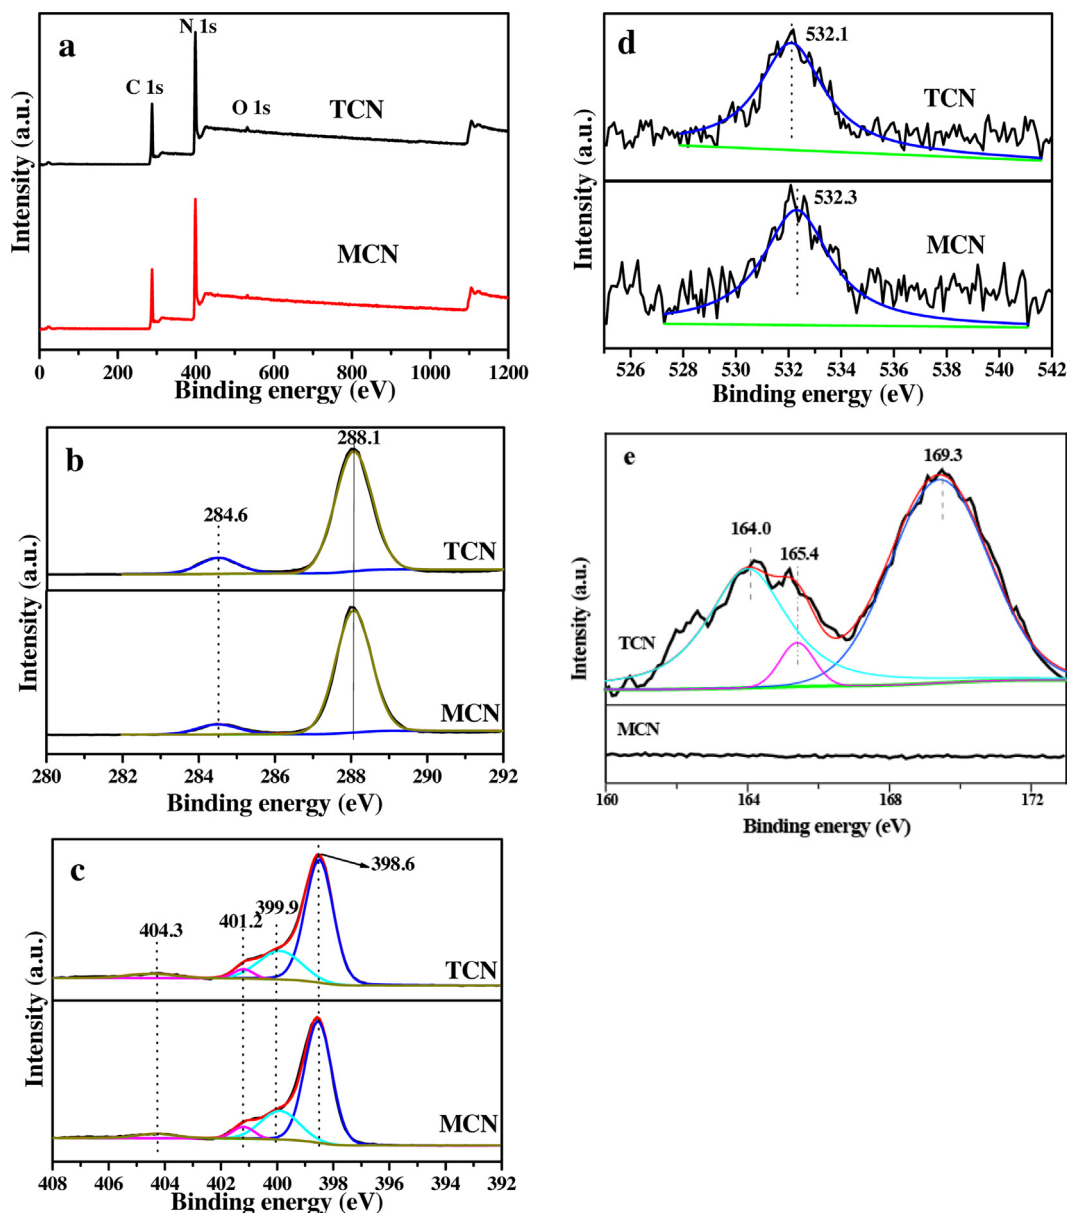 a
N 1s
C 1s
O 1s
TCN
MCN
Intensity (a.u.)
0 200 400 600 800 1000 1200
Binding energy (eV)
d
532.1
TCN
532.3
MCN
Intensity (a.u.)
526 528 530 532 534 536 538 540 542
Binding energy (eV)
b
288.1
284.6
TCN
MCN
Intensity (a.u.)
280 282 284 286 288 290 292
Binding energy (eV)
e
169.3
164.0
165.4
TCN
MCN
Intensity (a.u.)
160 164 168 172
Binding energy (eV)
c
398.6
399.9
401.2
404.3
TCN
MCN
Intensity (a.u.)
408 406 404 402 400 398 396 394 392
Binding energy (eV)